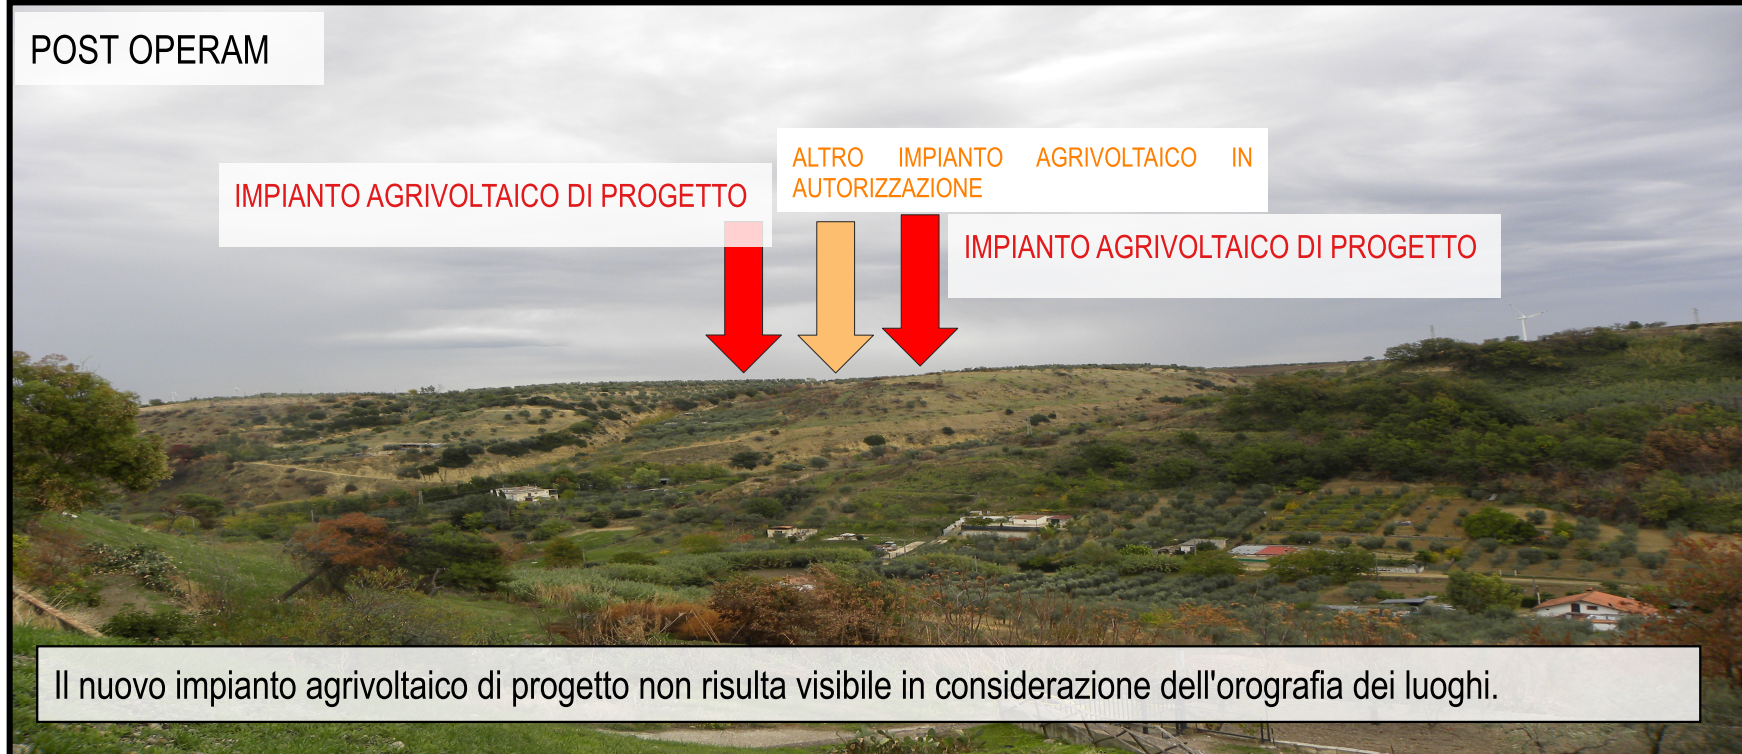 POST OPERAM
IMPIANTO AGRIVOLTAICO DI PROGETTO
ALTRO IMPIANTO AGRIVOLTAICO IN
AUTORIZZAZIONE
IMPIANTO AGRIVOLTAICO DI PROGETTO
Il nuovo impianto agrivoltaico di progetto non risulta visibile in considerazione dell'orografia dei luoghi.